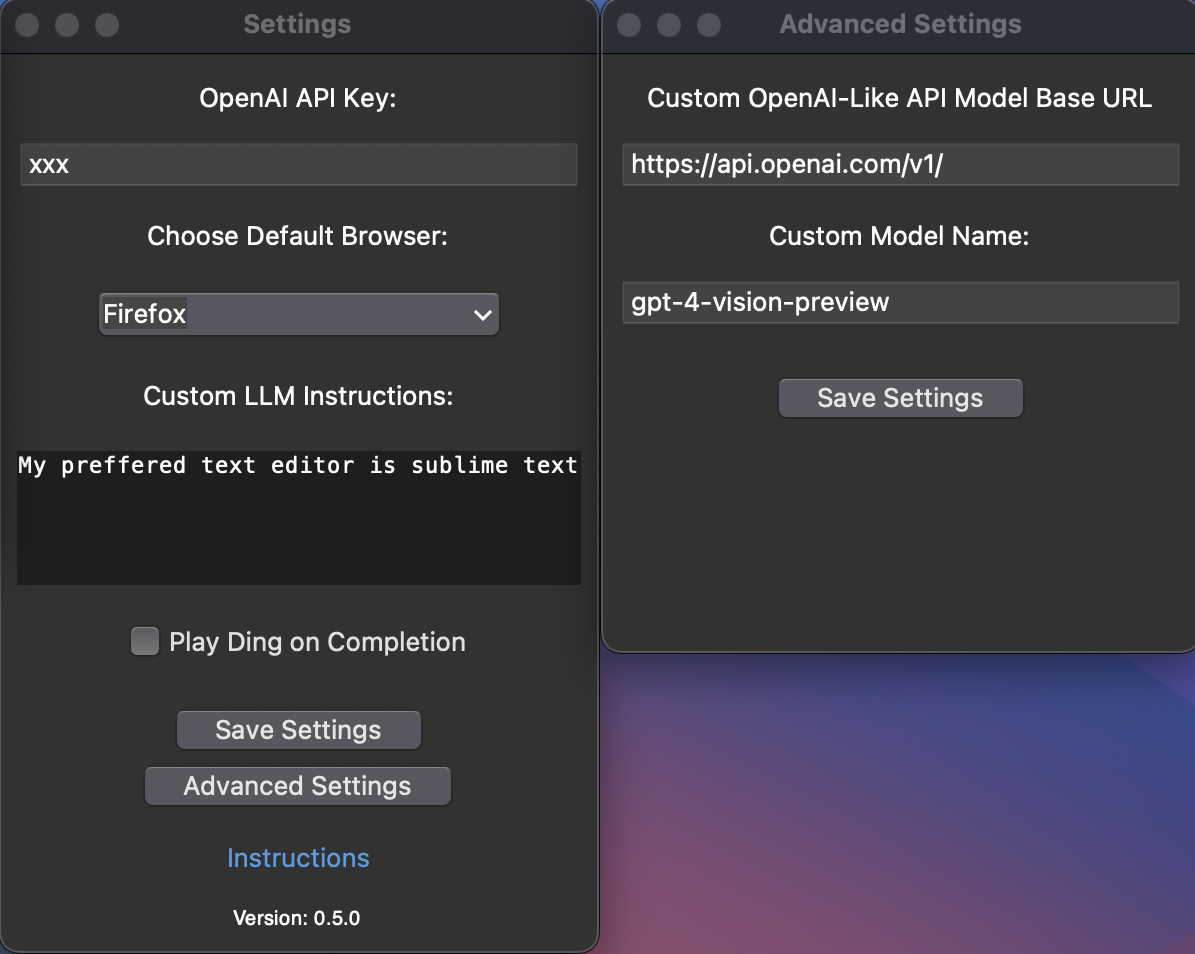 Settings
OpenAI API Key:
xxx
Choose Default Browser:
Firefox
Custom LLM Instructions:
My preffered text editor is sublime text
Play Ding on Completion
Save Settings
Advanced Settings
Instructions
Version: 0.5.0
Advanced Settings
Custom OpenAI-Like API Model Base URL
https://api.openai.com/v1/
Custom Model Name:
gpt-4-vision-preview
Save Settings